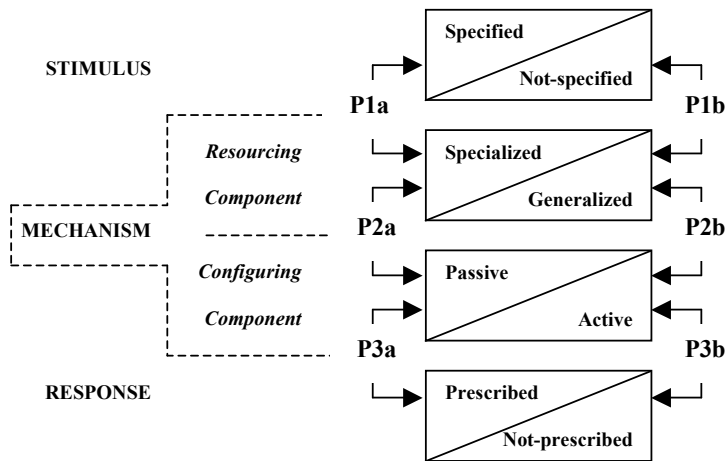 Specified
STIMULUS
Not-specified
P1a
P1b
Resourcing
Specialized
Component
Generalized
MECHANISM
P2a
P2b
Configuring
Passive
Component
Active
P3a
P3b
RESPONSE
Prescribed
Not-prescribed